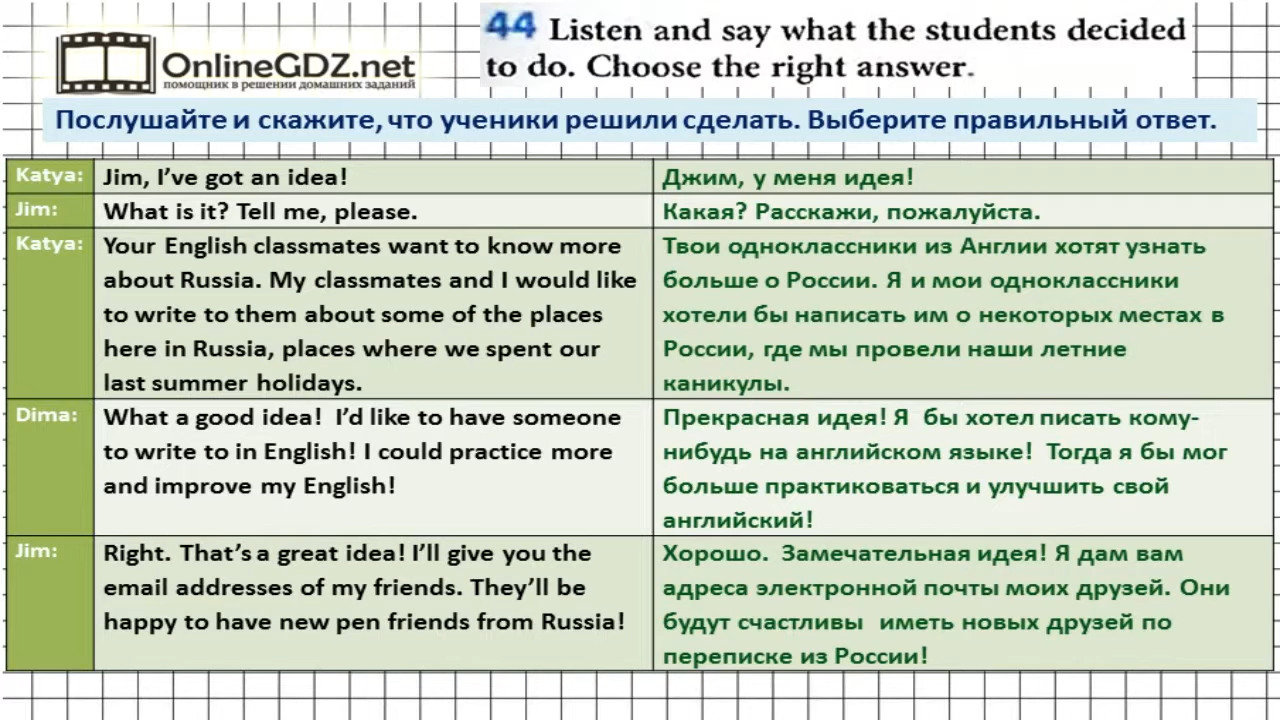 44 Listen and say what the students decided
to do. Choose the right answer.
OnlineGDZ.net
помощник в решении домашних заданий
Послушайте и скажите, что ученики решили сделать. Выберите правильный ответ.
Katya: Jim, I've got an idea! Джим, у меня идея!
Jim: What is it? Tell me, please. Какая? Расскажи, пожалуйста.
Katya: Your English classmates want to know more
about Russia. My classmates and I would like
to write to them about some of the places
here in Russia, places where we spent our
last summer holidays.
Твои одноклассники из Англии хотят узнать
больше о России. Я и мои одноклассники
хотели бы написать им о некоторых местах в
России, где мы провели наши летние
каникулы.
Dima: What a good idea! I'd like to have someone
to write to in English! I could practice more
and improve my English!
Прекрасная идея! Я бы хотел писать кому-
нибудь на английском языке! Тогда я бы мог
больше практиковаться и улучшить свой
английский!
Jim: Right. That's a great idea! I'll give you the
email addresses of my friends. They'll be
happy to have new pen friends from Russia!
Хорошо. Замечательная идея! Я дам вам
адреса электронной почты моих друзей. Они
будут счастливы иметь новых друзей по
переписке из России!